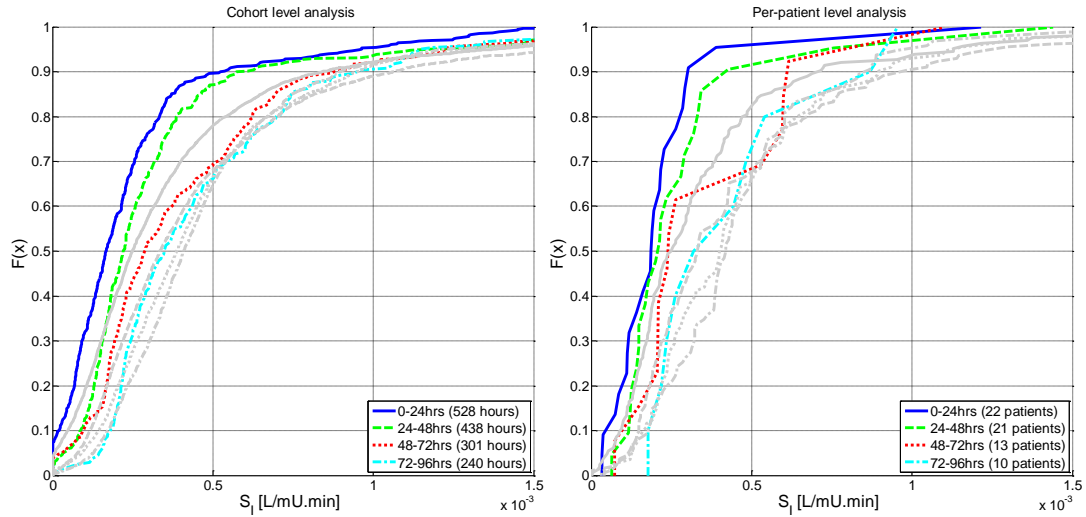 Cohort level analysis
1
0.9
0.8
0.7
0.6
0.5
0.4
0.3
0.2
0.1
0
F(x)
0
0.5
1
1.5
S_I [L/mU.min]
x 10^-3
0-24hrs (528 hours)
24-48hrs (438 hours)
48-72hrs (301 hours)
72-96hrs (240 hours)
Per-patient level analysis
1
0.9
0.8
0.7
0.6
0.5
0.4
0.3
0.2
0.1
0
F(x)
0
0.5
1
1.5
S_I [L/mU.min]
x 10^-3
0-24hr (22 patients)
24-48hrs (21 patients)
48-72hrs (13 patients)
72-96hrs (10 patients)